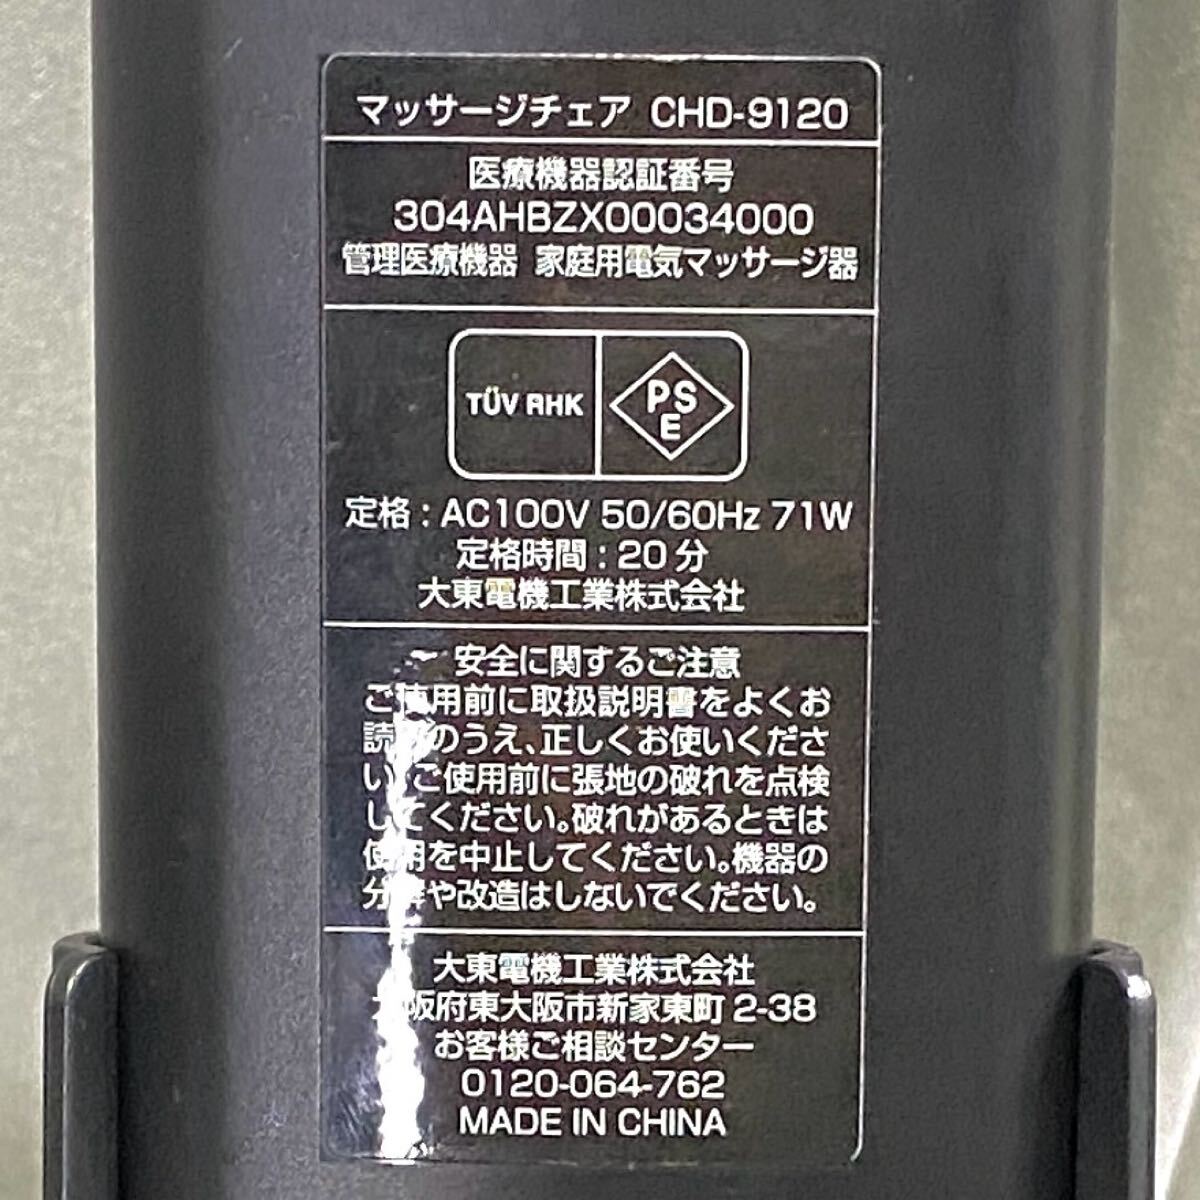 マッサージチェア CHD-9120
医療機器認証番号
304AHBZX00034000
管理医療機器 家庭用電気マッサージ器
TÜV RHK
PS
E
定格 : AC100V 50/60Hz 71W
定格時間 : 20 分
大東電機工業株式会社
安全に関するご注意
ご使用前に取扱説明書をよくお
読みのうえ、正しくお使いくださ
い。ご使用前に張地の破れを点検
してください。破れがあるときは
使用を中止してください。機器の
分解や改造はしないでください。
大東電機工業株式会社
大阪府東大阪市新家東町 2-38
お客様ご相談センター
0120-064-762
MADE IN CHINA